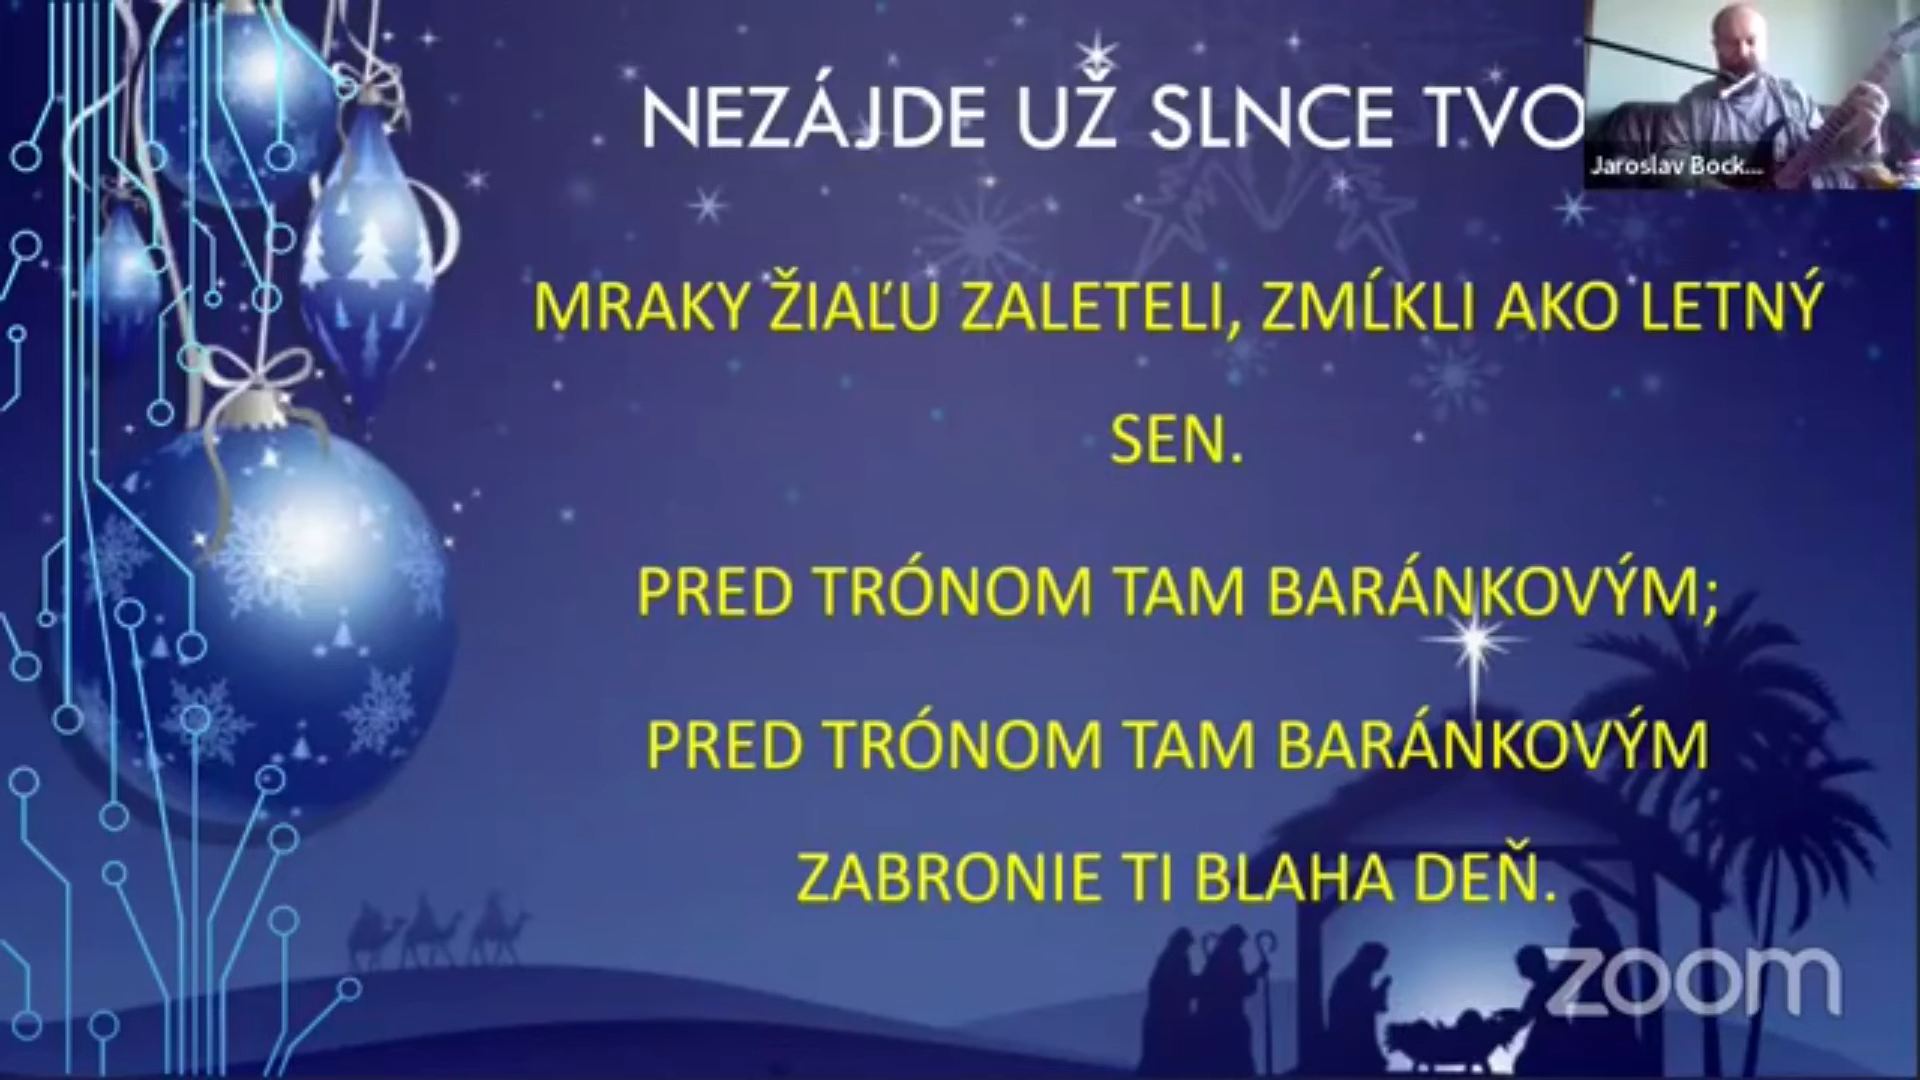 NEZÁJDE UŽ SLNCE TVO
Jaroslav Bock...
MRAKY ŽIAĽU ZALETELI, ZMĹKLI AKO LETNÝ
SEN.
PRED TRÓNOM TAM BARÁNKOVÝM;
PRED TRÓNOM TAM BARÁNKOVÝM
ZABRONIE TI BLAHA DEŇ.
zoom